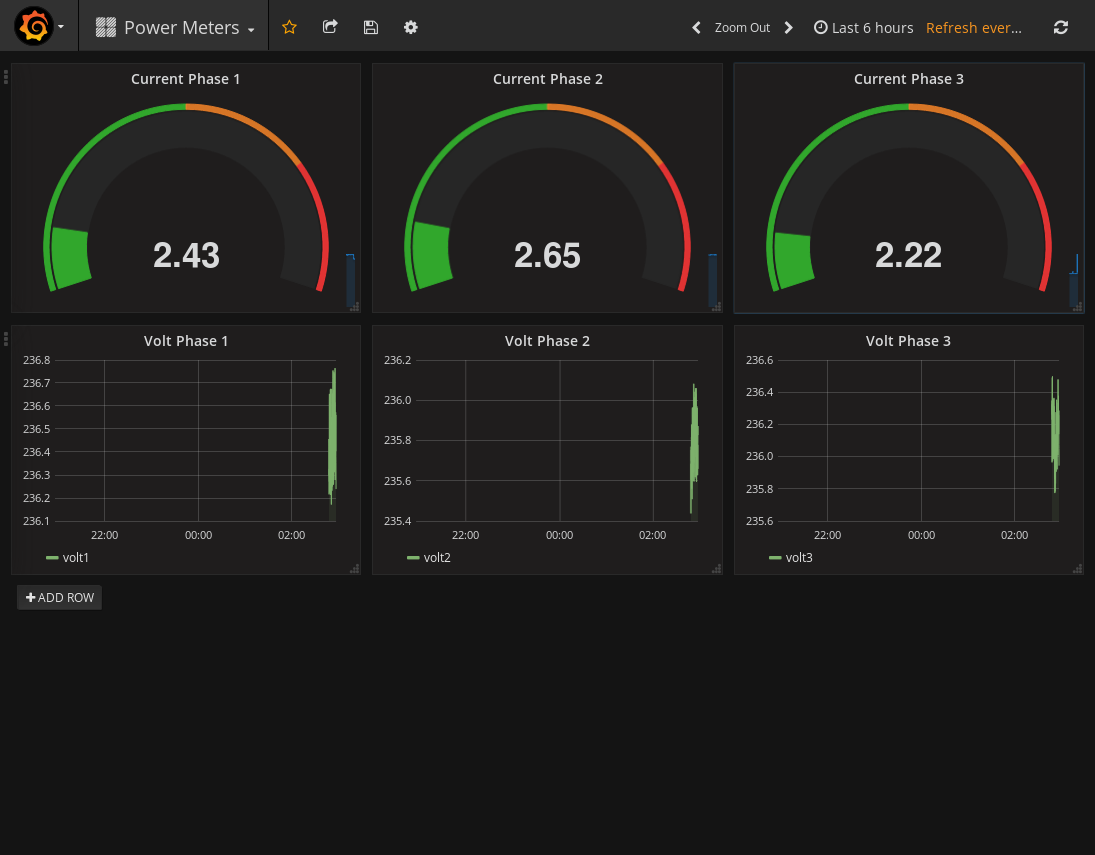 Power Meters
Zoom Out
Last 6 hours
Refresh ever...
Current Phase 1
2.43
Current Phase 2
2.65
Current Phase 3
2.22
Volt Phase 1
236.8
236.7
236.6
236.5
236.4
236.3
236.2
236.1
22:00 00:00 02:00
volt1
Volt Phase 2
236.2
236.0
235.8
235.6
235.4
22:00 00:00 02:00
volt2
Volt Phase 3
236.6
236.4
236.2
236.0
235.8
235.6
22:00 00:00 02:00
volt3
ADD ROW